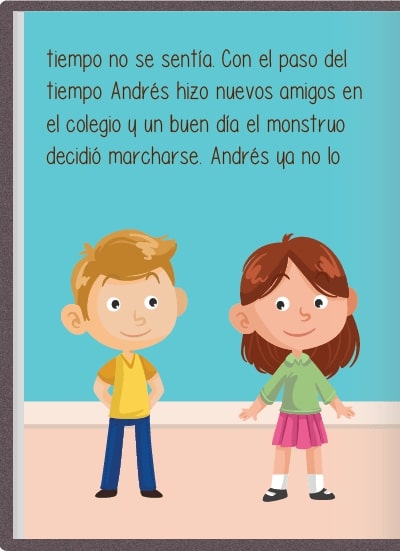 tiempo no se sentía. Con el paso del
tiempo Andrés hizo nuevos amigos en
el colegio y un buen día el monstruo
decidió marcharse. Andrés ya no lo